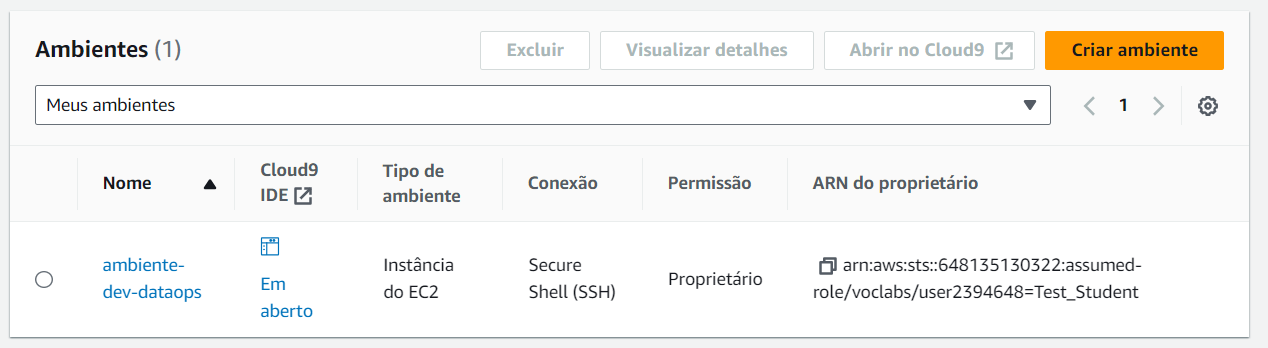 Ambientes (1)
Excluir
Visualizar detalhes
Abrir no Cloud9
Criar ambiente
Meus ambientes
1
Nome
Cloud9
IDE
Tipo de
ambiente
Conexão
Permissão
ARN do proprietário
ambiente-
dev-dataops
Em
aberto
Instância
do EC2
Secure
Shell (SSH)
Proprietário
arn:aws:sts::648135130322:assumed-
role/voclabs/user2394648=Test_Student